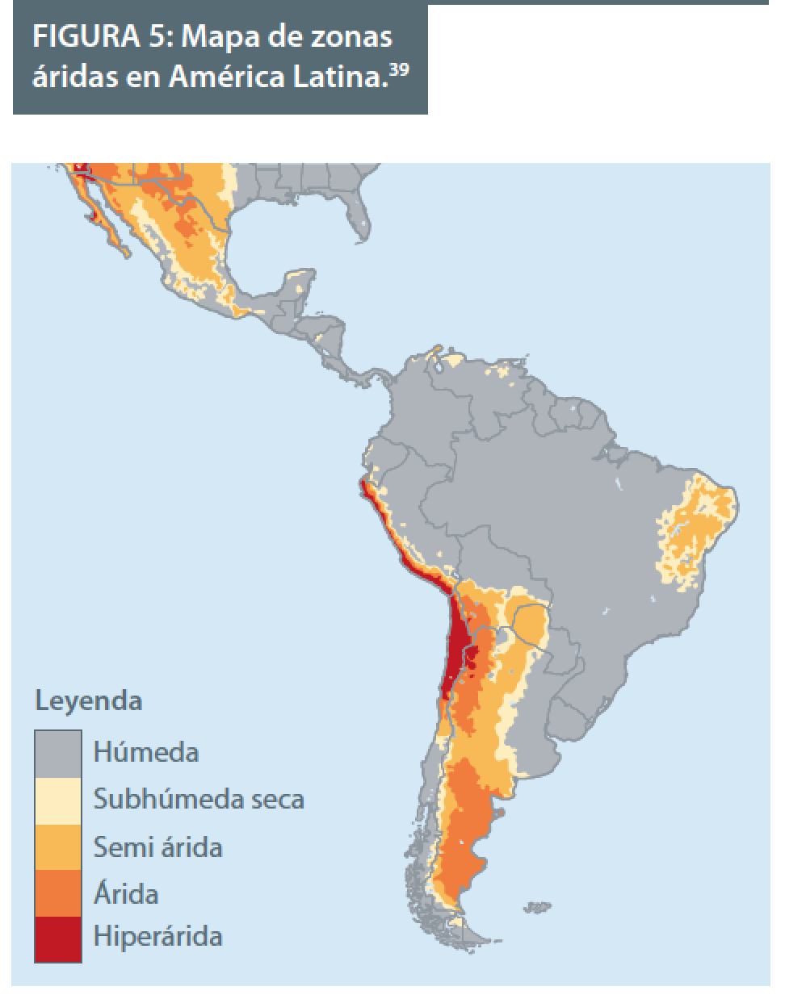 FIGURA 5: Mapa de zonas
áridas en América Latina.³⁹
Leyenda
Húmeda
Subhúmeda seca
Semi árida
Árida
Hiperárida